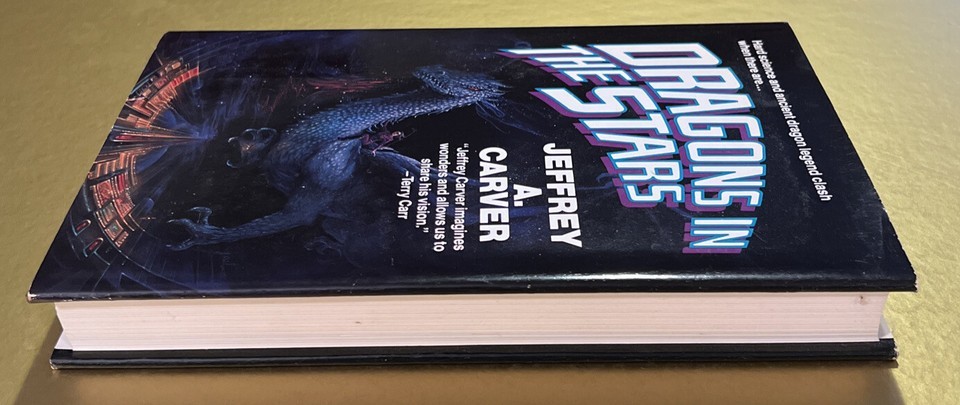 Hard science and ancient dragon legend clash
when there are...
DRAGONS IN
THE STARS
JEFFREY
A.
CARVER
"Jeffrey Carver imagines
wonders and allows us to
share his vision."
–Terry Carr